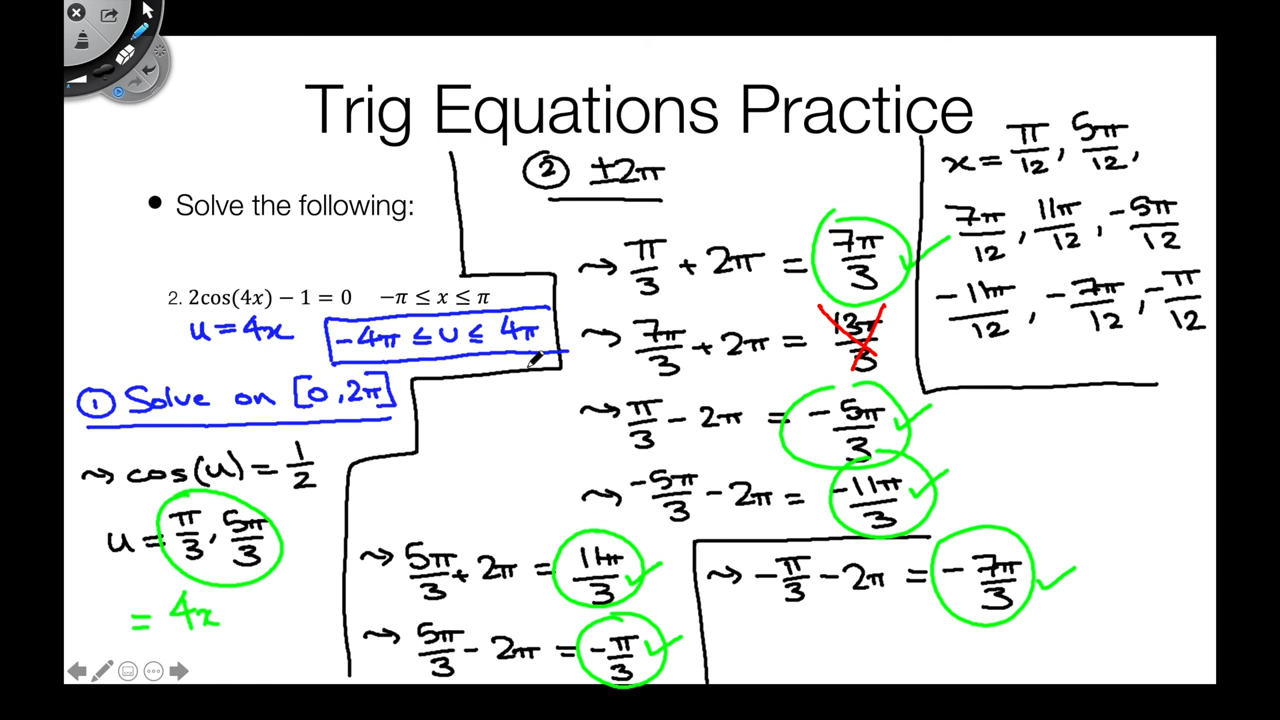 Trig Equations Practice
• Solve the following:
2. 2cos(4x) − 1 = 0    −π ≤ x ≤ π
u = 4x    −4π ≤ u ≤ 4π
① Solve on [0, 2π]
⤳ cos(u) = 1/2
u = π/3, 5π/3
= 4x
② ±2π
⤳ π/3 + 2π = 7π/3 ✓
⤳ 7π/3 + 2π = 13π/3
⤳ π/3 − 2π = −5π/3 ✓
⤳ −5π/3 − 2π = −11π/3 ✓
⤳ 5π/3 + 2π = 11π/3 ✓
⤳ 5π/3 − 2π = −π/3 ✓
⤳ −π/3 − 2π = −7π/3 ✓
x = π/12, 5π/12,
7π/12, 11π/12, −5π/12
−11π/12, −7π/12, −π/12